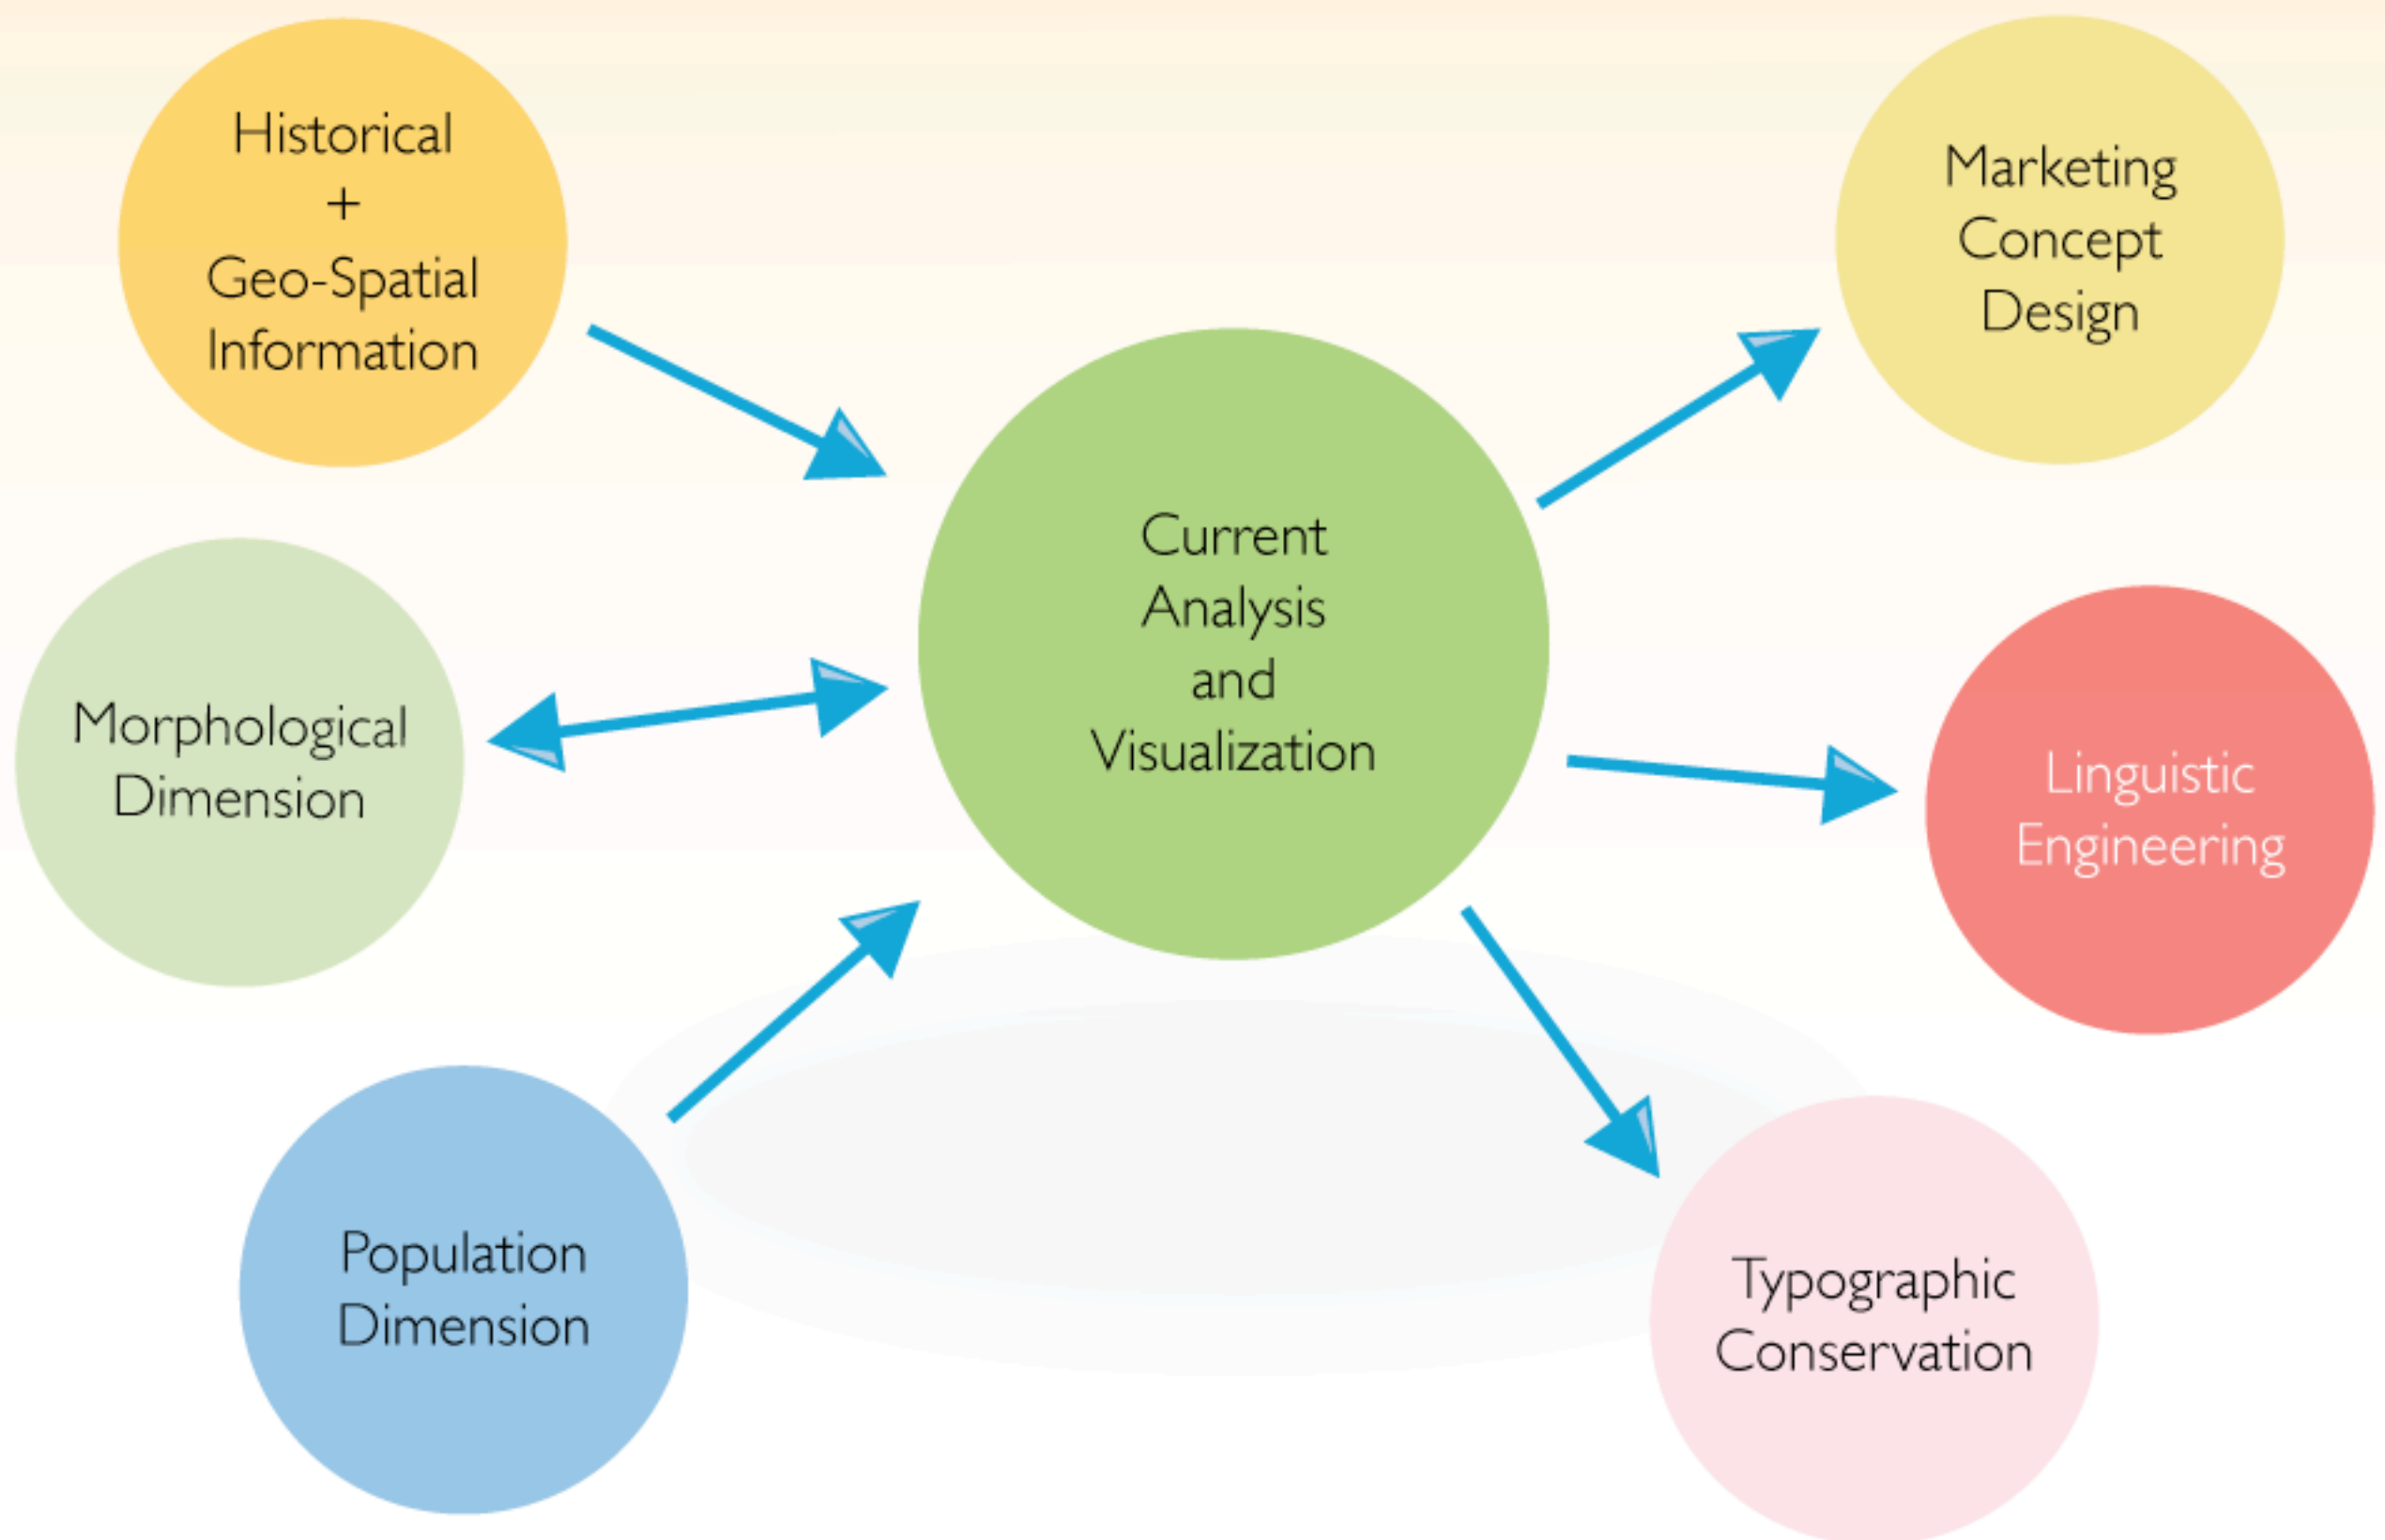 Historical
+
Geo-Spatial
Information
Marketing
Concept
Design
Current
Analysis
and
Visualization
Morphological
Dimension
Linguistic
Engineering
Population
Dimension
Typographic
Conservation